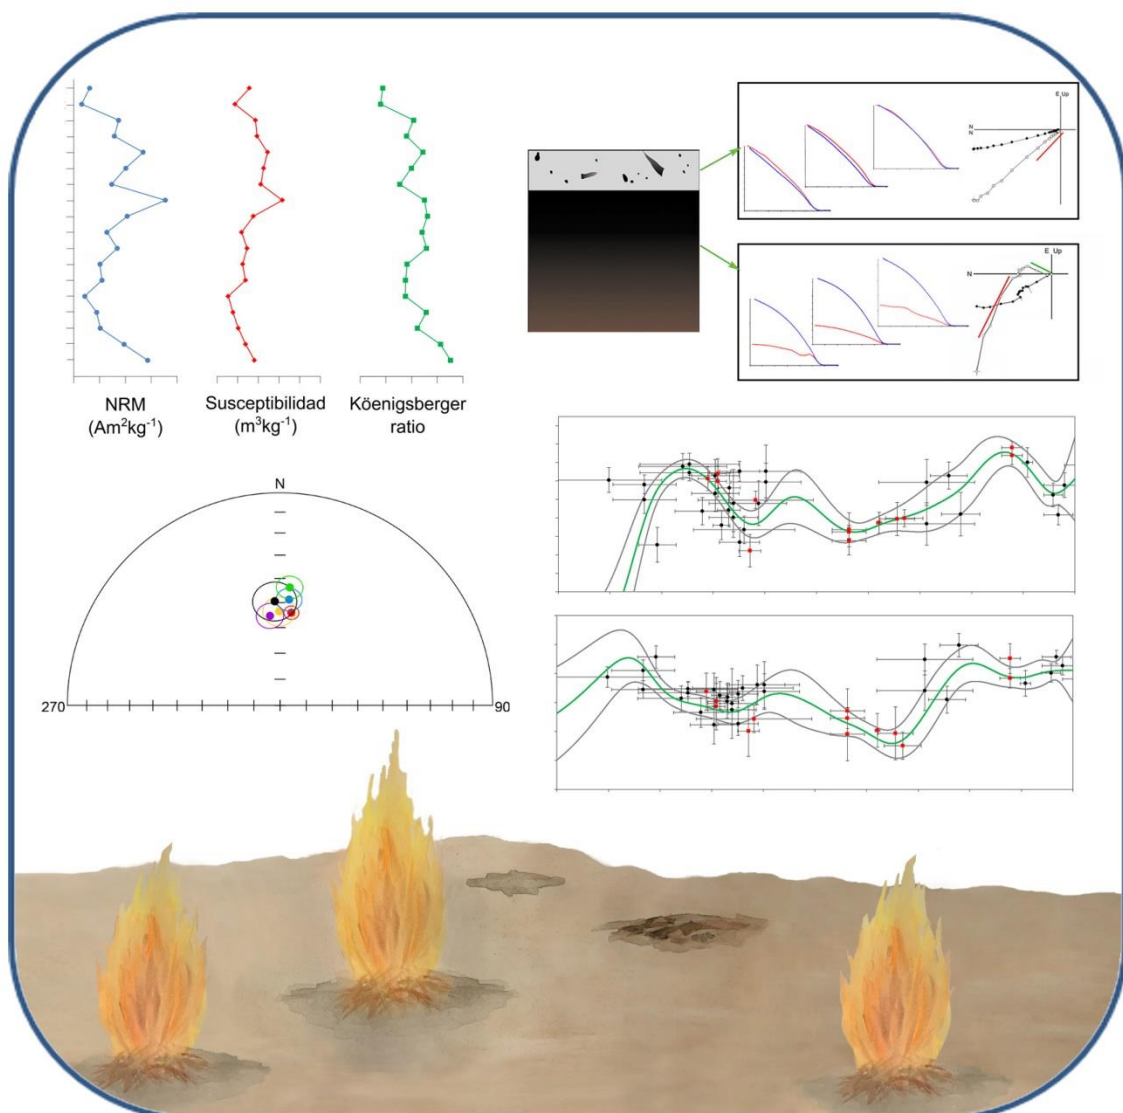 NRM
(Am²kg⁻¹)
Susceptibilidad
(m³kg⁻¹)
Köenigsberger
ratio
E Up
N
N
E Up
N
N
270
90